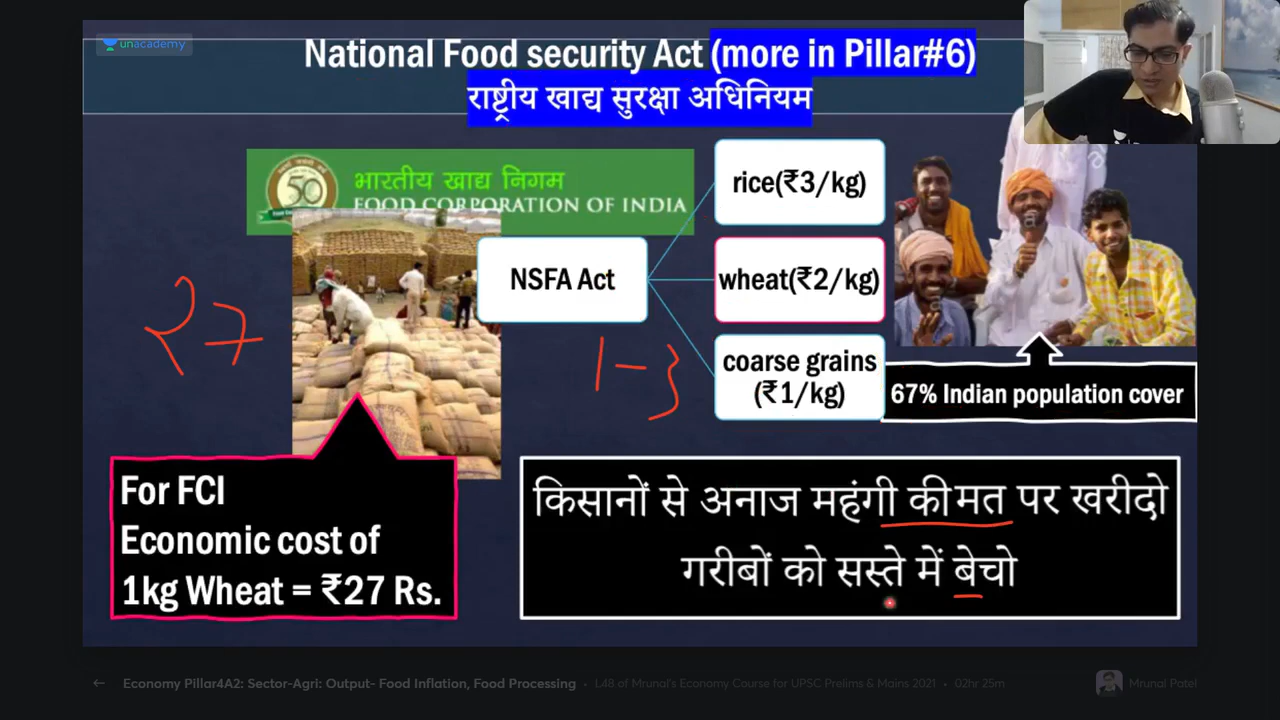 unacademy
National Food security Act (more in Pillar#6)
राष्ट्रीय खाद्य सुरक्षा अधिनियम
50
भारतीय खाद्य निगम
FOOD CORPORATION OF INDIA
rice(₹3/kg)
NSFA Act
wheat(₹2/kg)
coarse grains
(₹1/kg)
27
1-3
67% Indian population cover
For FCI
Economic cost of
1kg Wheat = ₹27 Rs.
किसानों से अनाज महंगी कीमत पर खरीदो
गरीबों को सस्ते में बेचो
Economy Pillar4A2: Sector-Agri: Output- Food Inflation, Food Processing • L48 of Mrunal's Economy Course for UPSC Prelims & Mains 2021 • 02hr 25m
Mrunal Patel